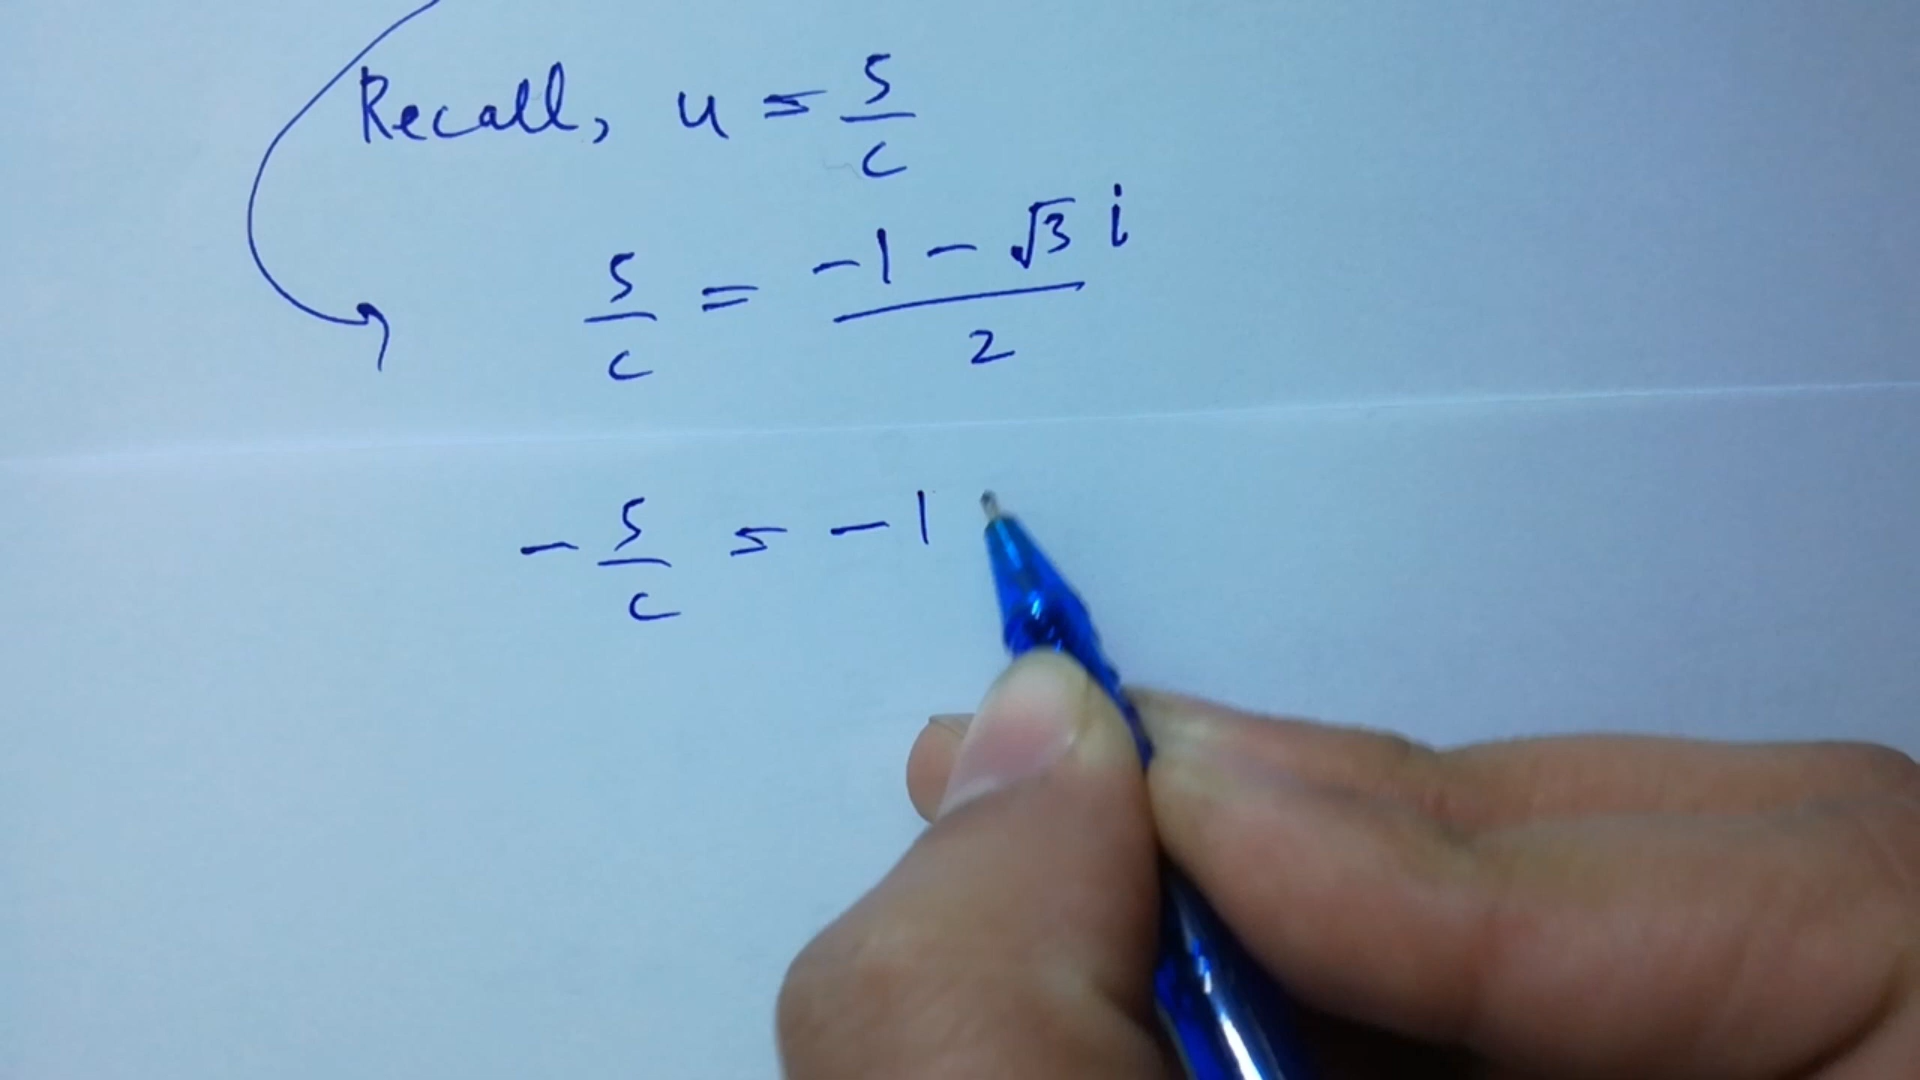 Recall, u = s/c
s/c = (-1 - √3 i)/2
- s/c = -1